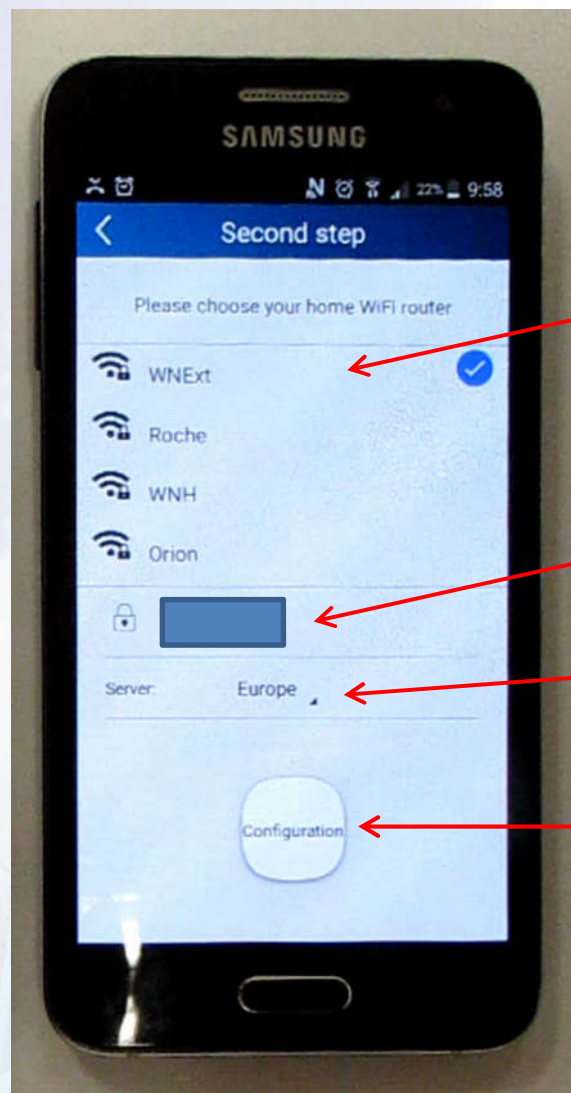 SAMSUNG
22% 9:58
Second step
Please choose your home WiFi router
WNExt
Roche
WNH
Orion
Server: Europe
Configuration